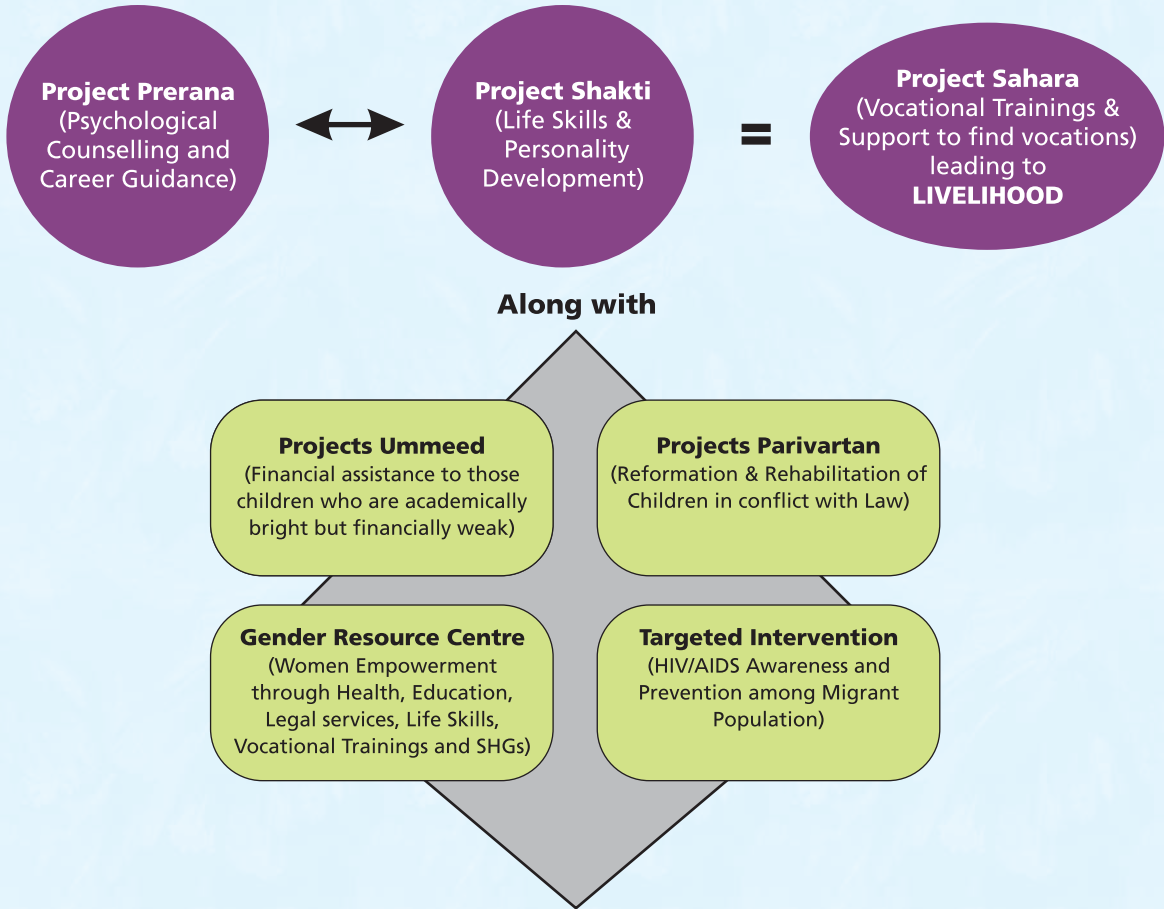 Project Prerana
(Psychological
Counselling and
Career Guidance)
Project Shakti
(Life Skills &
Personality
Development)
=
Project Sahara
(Vocational Trainings &
Support to find vocations)
leading to
LIVELIHOOD
Along with
Projects Ummeed
(Financial assistance to those
children who are academically
bright but financially weak)
Projects Parivartan
(Reformation & Rehabilitation of
Children in conflict with Law)
Gender Resource Centre
(Women Empowerment
through Health, Education,
Legal services, Life Skills,
Vocational Trainings and SHGs)
Targeted Intervention
(HIV/AIDS Awareness and
Prevention among Migrant
Population)